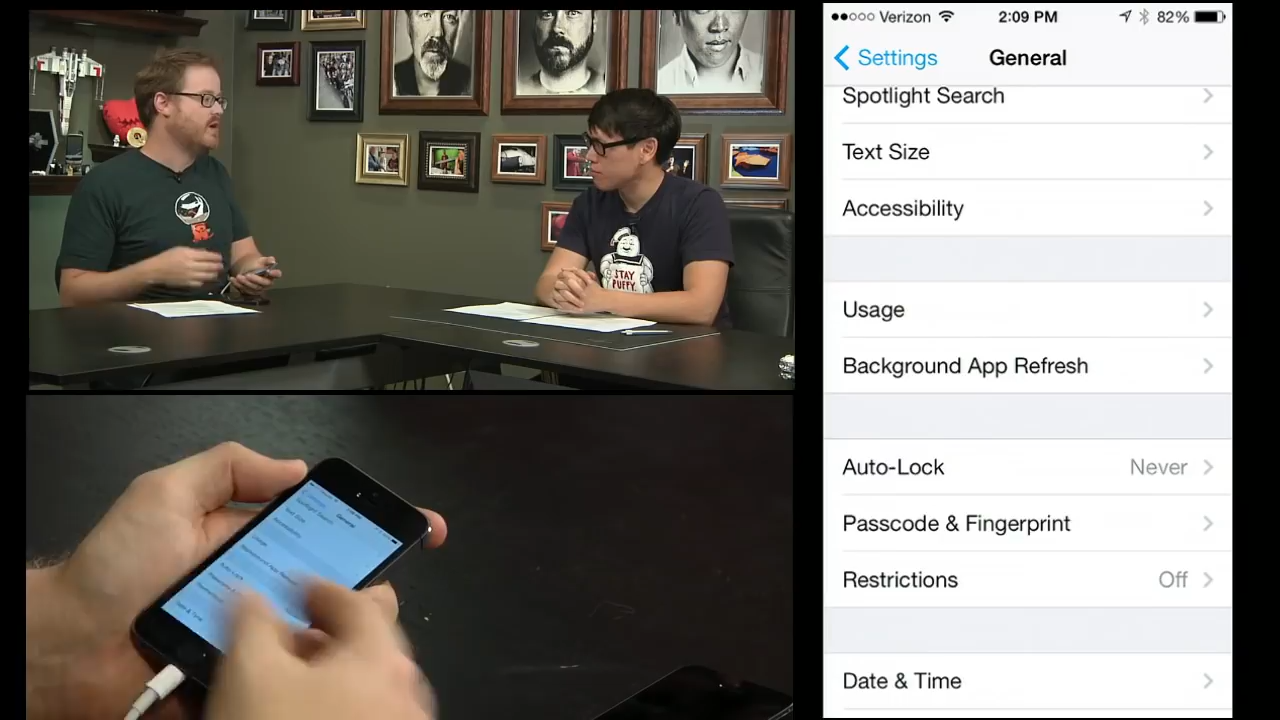 Verizon 2:09 PM 82%
Settings General
Spotlight Search
Text Size
Accessibility
Usage
Background App Refresh
Auto-Lock Never
Passcode & Fingerprint
Restrictions Off
Date & Time
STAY
PUFFY